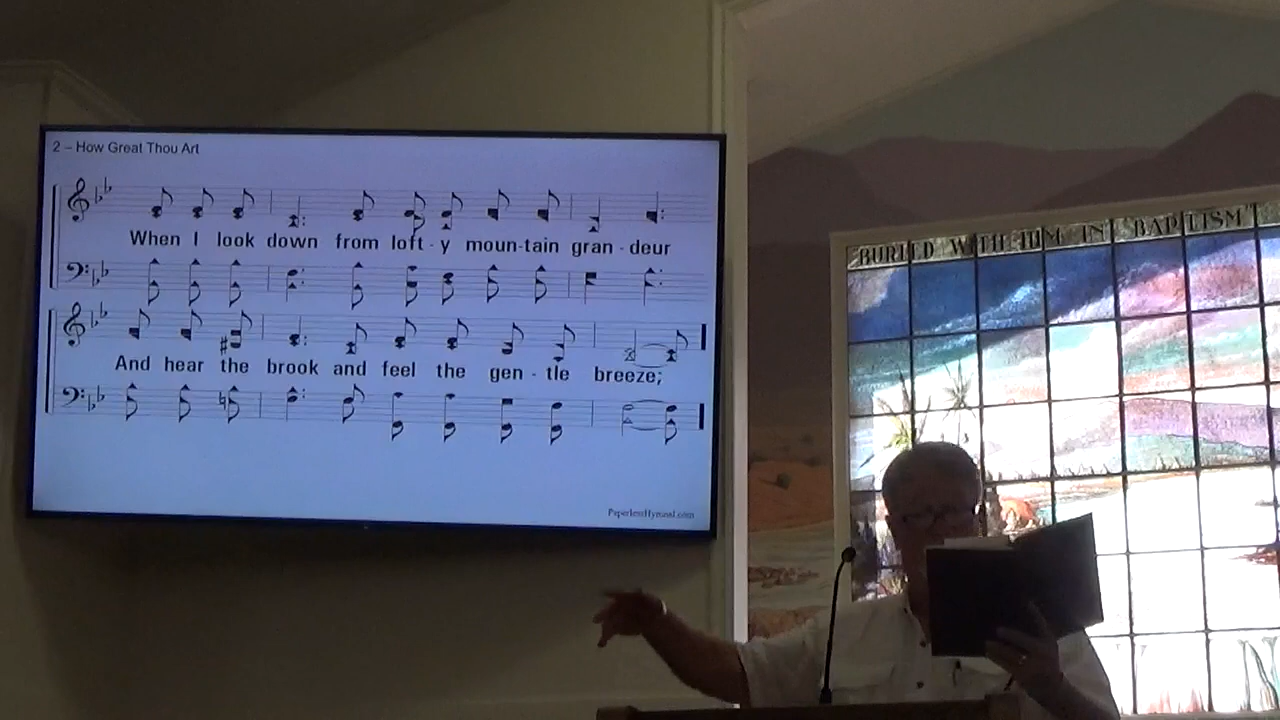 2 – How Great Thou Art
When I look down from loft - y moun - tain gran - deur
And hear the brook and feel the gen - tle breeze;
PaperlessHymnal.com
"BURIED WITH HIM IN BAPTISM"